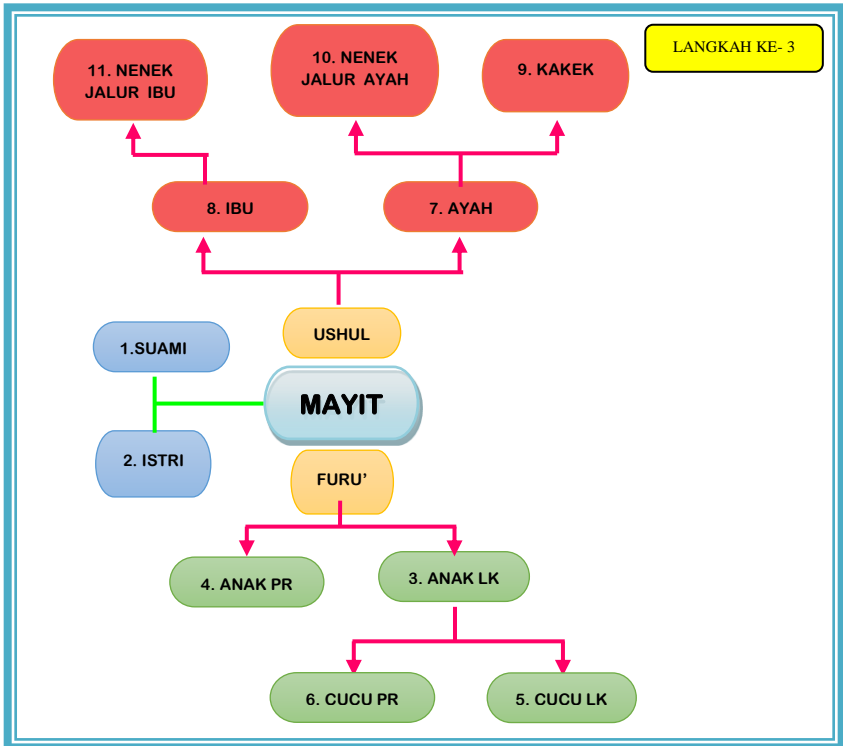 LANGKAH KE- 3
11. NENEK
JALUR IBU
10. NENEK
JALUR AYAH
9. KAKEK
8. IBU
7. AYAH
USHUL
1.SUAMI
MAYIT
2. ISTRI
FURU’
4. ANAK PR
3. ANAK LK
6. CUCU PR
5. CUCU LK